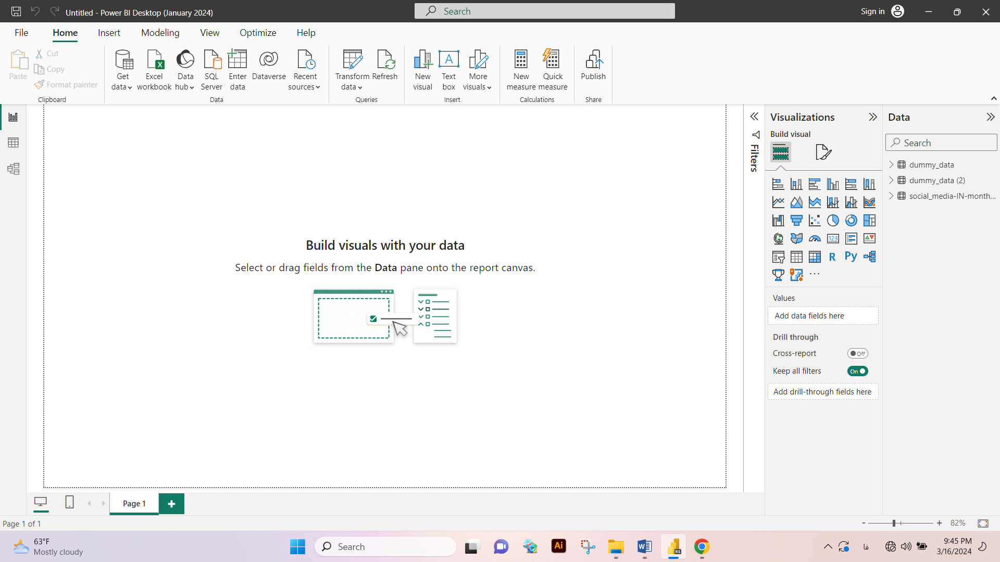 Untitled - Power BI Desktop (January 2024)
Search
Sign in
File
Home
Insert
Modeling
View
Optimize
Help
Paste
Cut
Copy
Format painter
Clipboard
Get
data
Excel
workbook
Data
hub
SQL
Server
Enter
data
Dataverse
Recent
sources
Data
Transform
data
Refresh
Queries
New
visual
Text
box
More
visuals
Insert
New
measure
Quick
measure
Calculations
Publish
Share
Build visuals with your data
Select or drag fields from the Data pane onto the report canvas.
Filters
Visualizations
Build visual
123
R
Py
Values
Add data fields here
Drill through
Cross-report
Off
Keep all filters
On
Add drill-through fields here
Data
Search
dummy_data
dummy_data (2)
social_media-IN-month...
Page 1
Page 1 of 1
82%
63°F
Mostly cloudy
Search
Ai
W
RS
فا
9:45 PM
3/16/2024